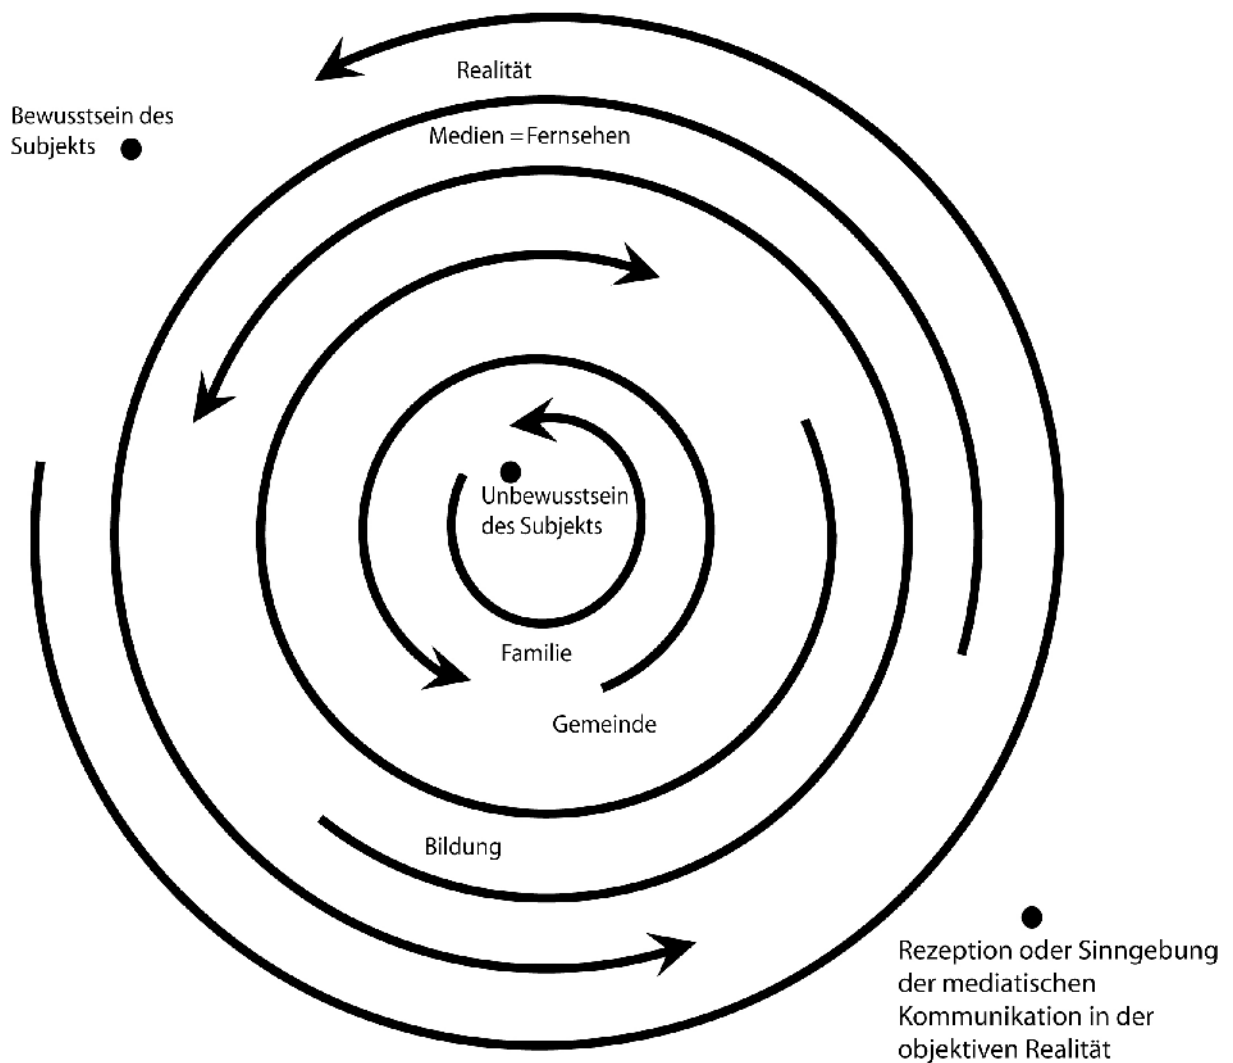 Realität
Bewusstsein des
Subjekts
Medien = Fernsehen
Unbewusstsein
des Subjekts
Familie
Gemeinde
Bildung
Rezeption oder Sinngebung
der mediatischen
Kommunikation in der
objektiven Realität